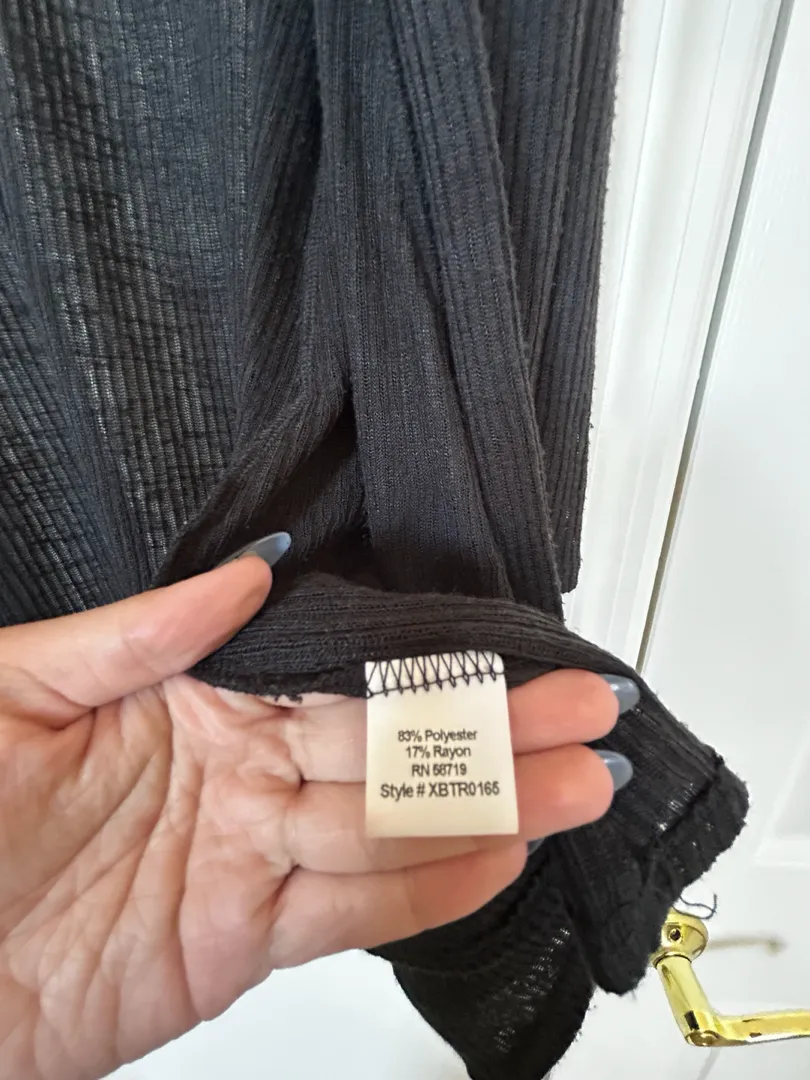 83% Polyester
17% Rayon
RN 58719
Style # XBTR0165